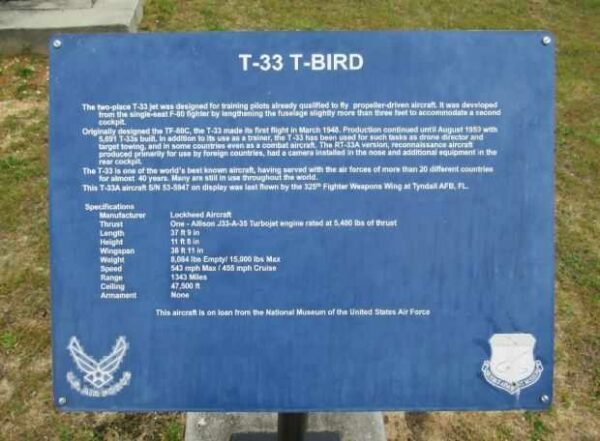 T-33 T-BIRD
The two-place T-33 jet was designed for training pilots already qualified to fly propeller-driven aircraft. It was developed
from the single-seat F-80 fighter by lengthening the fuselage slightly more than three feet to accommodate a second
cockpit.
Originally designed the TF-80C, the T-33 made its first flight in March 1948. Production continued until August 1959 with
5,691 T-33s built. In addition to its use as a trainer, the T-33 has been used for such tasks as drone director and
target towing, and in some countries even as a combat aircraft. The RT-33A version, reconnaissance aircraft
produced primarily for use by foreign countries, had a camera installed in the nose and additional equipment in the
rear cockpit.
The T-33 is one of the world's best known aircraft, having served with the air forces of more than 20 different countries
for almost 40 years. Many are still in use throughout the world.
This T-33A aircraft S/N 53-5947 on display was last flown by the 325th Fighter Weapons Wing at Tyndall AFB, FL.
Specifications
Manufacturer Lockheed Aircraft
Thrust One - Allison J33-A-35 Turbojet engine rated at 5,400 lbs of thrust
Length 37 ft 9 in
Height 11 ft 8 in
Wingspan 38 ft 11 in
Weight 8,084 lbs Empty/ 15,000 lbs Max
Speed 543 mph Max / 455 mph Cruise
Range 1343 Miles
Ceiling 47,500 ft
Armament None
This aircraft is on loan from the National Museum of the United States Air Force
U.S. AIR FORCE